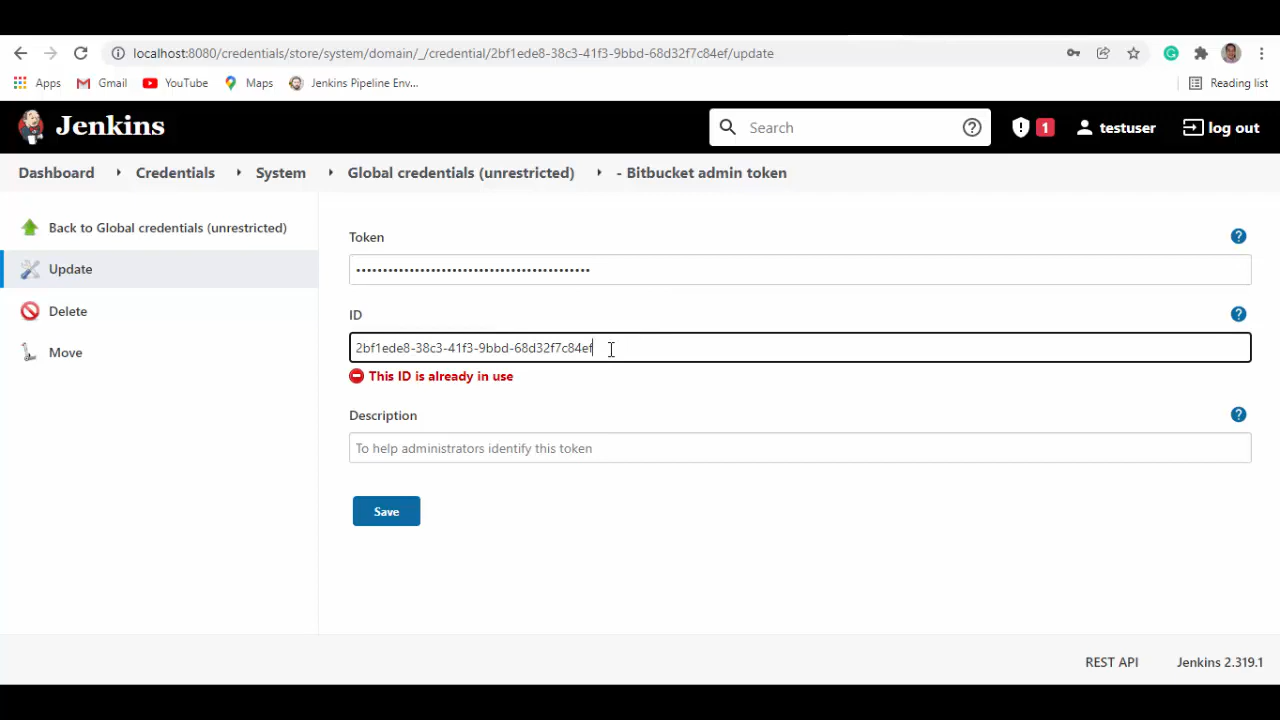 localhost:8080/credentials/store/system/domain/_/credential/2bf1ede8-38c3-41f3-9bbd-68d32f7c84ef/update
Apps Gmail YouTube Maps Jenkins Pipeline Env... Reading list
Jenkins Search 1 testuser log out
Dashboard Credentials System Global credentials (unrestricted) - Bitbucket admin token
Back to Global credentials (unrestricted)
Update
Delete
Move
Token
••••••••••••••••••••••••••••••••••••••••••••
ID
2bf1ede8-38c3-41f3-9bbd-68d32f7c84ef
This ID is already in use
Description
To help administrators identify this token
Save
REST API Jenkins 2.319.1